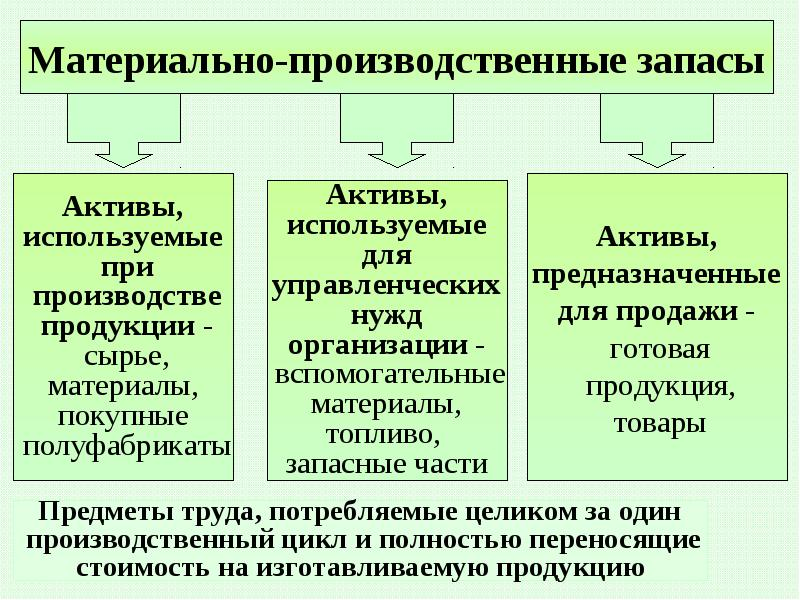 Материально-производственные запасы
Активы,
используемые
при
производстве
продукции -
сырье,
материалы,
покупные
полуфабрикаты
Активы,
используемые
для
управленческих
нужд
организации -
вспомогательные
материалы,
топливо,
запасные части
Активы,
предназначенные
для продажи -
готовая
продукция,
товары
Предметы труда, потребляемые целиком за один
производственный цикл и полностью переносящие
стоимость на изготавливаемую продукцию